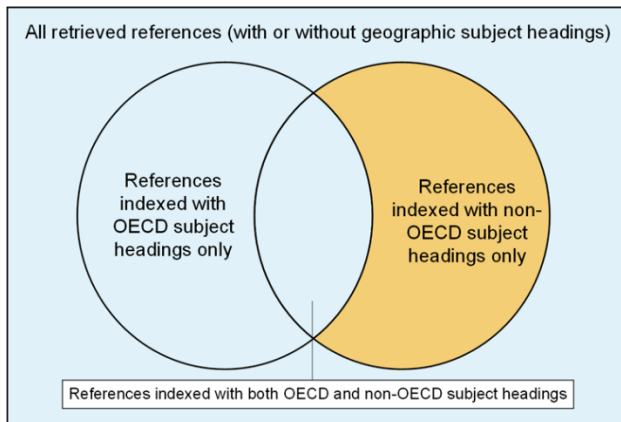 All retrieved references (with or without geographic subject headings)
References
indexed with
OECD subject
headings only
References
indexed with non-
OECD subject
headings only
References indexed with both OECD and non-OECD subject headings